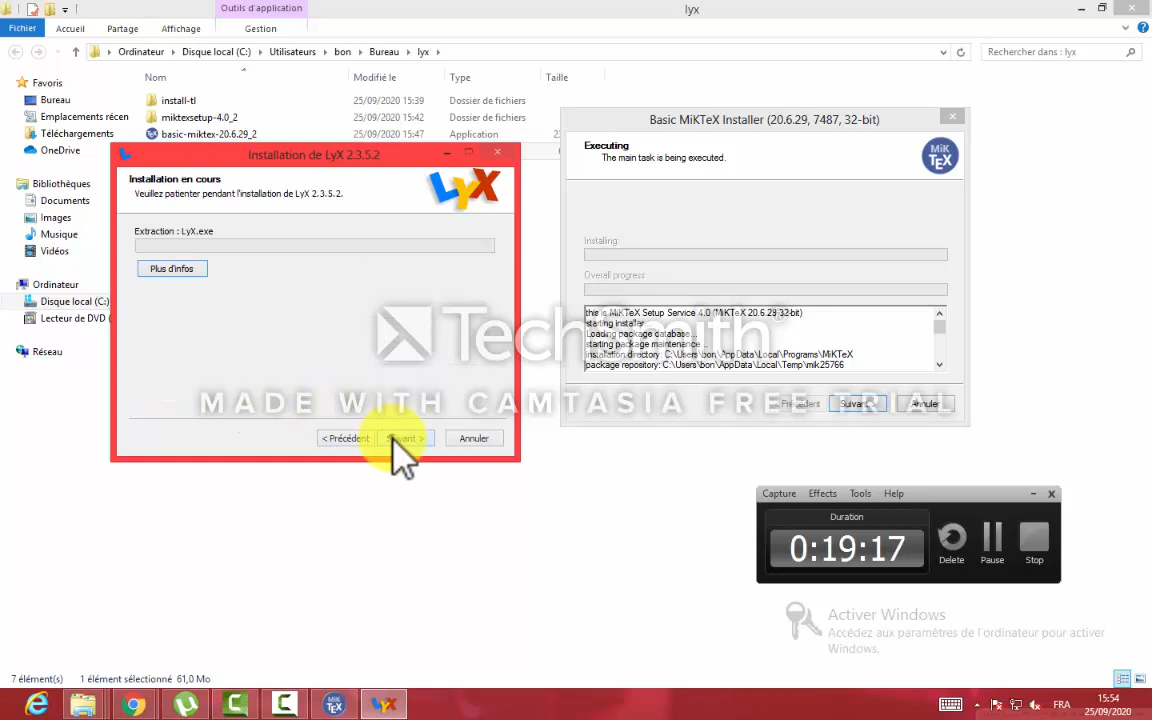 Outils d'application
lyx
Fichier
Accueil
Partage
Affichage
Gestion
Ordinateur
Disque local (C:)
Utilisateurs
bon
Bureau
lyx
Rechercher dans : lyx
Favoris
Bureau
Emplacements récen
Téléchargements
OneDrive
Bibliothèques
Documents
Images
Musique
Vidéos
Ordinateur
Disque local (C:)
Lecteur de DVD (
Réseau
Nom
Modifié le
Type
Taille
install-tl
25/09/2020 15:39
Dossier de fichiers
miktexsetup-4.0_2
25/09/2020 15:42
Dossier de fichiers
basic-miktex-20.6.29_2
25/09/2020 15:47
Application
Installation de LyX 2.3.5.2
Installation en cours
Veuillez patienter pendant l'installation de LyX 2.3.5.2.
LyX
Extraction : LyX.exe
Plus d'infos
< Précédent
Suivant >
Annuler
Basic MiKTeX Installer (20.6.29, 7487, 32-bit)
Executing
The main task is being executed.
MiK
TEX
Installing:
Overall progress
this is MiKTeX Setup Service 4.0 (MiKTeX 20.6.29 32-bit)
starting installer...
Loading package database...
starting package maintenance...
installation directory: C:\Users\bon\AppData\Local\Programs\MiKTeX
package repository: C:\Users\bon\AppData\Local\Temp\mik25766
< Précédent
Suivant >
Annuler
TechSmith®
MADE WITH CAMTASIA FREE TRIAL
Capture
Effects
Tools
Help
Duration
0:19:17
Delete
Pause
Stop
Activer Windows
Accédez aux paramètres de l'ordinateur pour activer
Windows.
7 élément(s)
1 élément sélectionné 61,0 Mo
MiK
TEX
FRA
15:54
25/09/2020